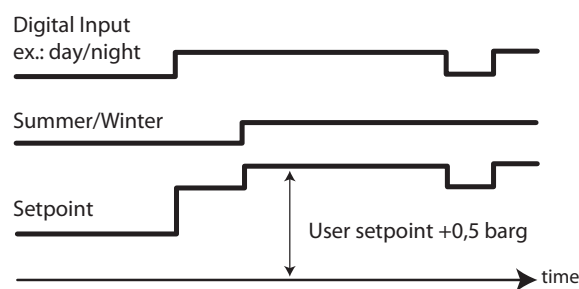 Digital Input
ex.: day/night
Summer/Winter
Setpoint
User setpoint +0,5 barg
time